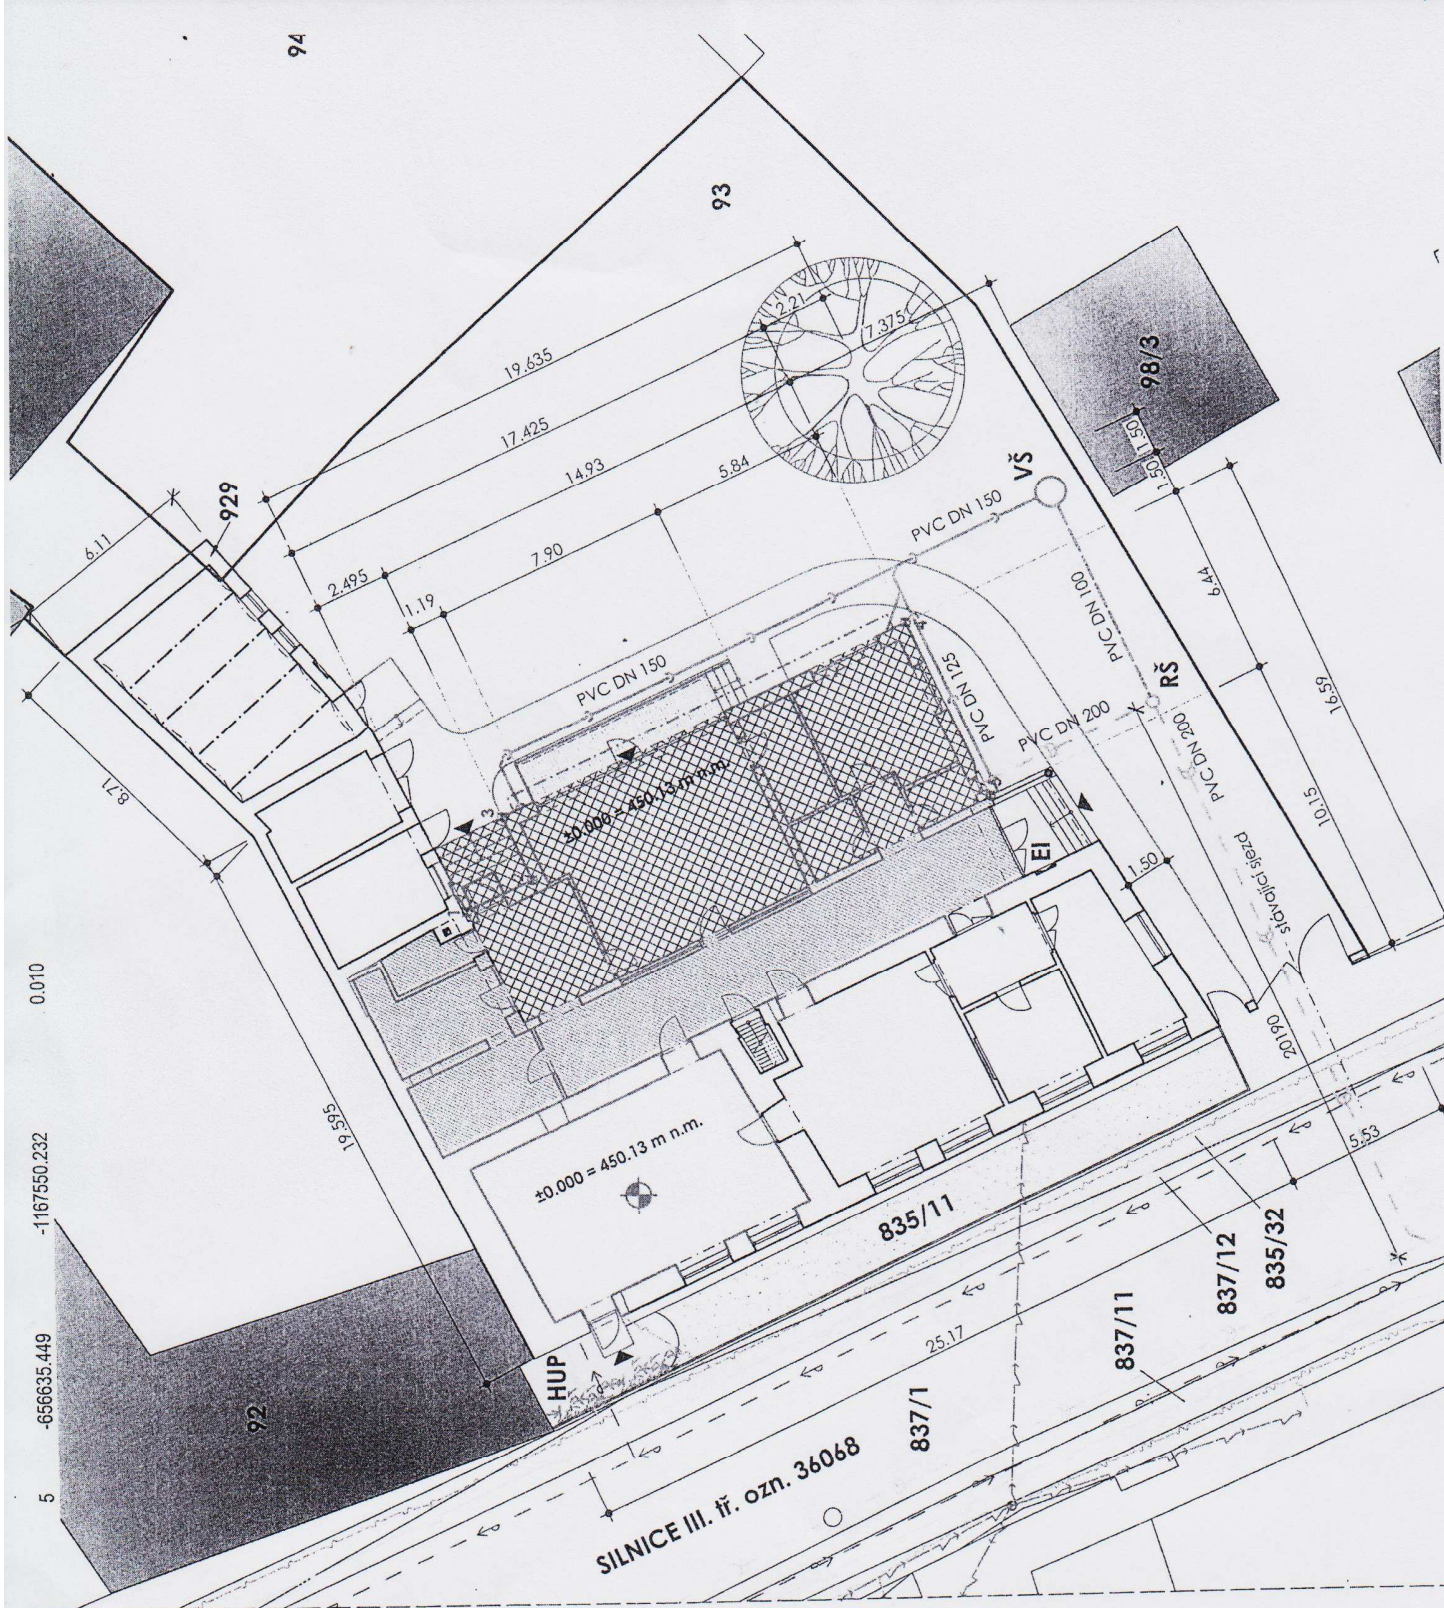 94
93
929
6.11
8.71
19.635
17.425
14.93
2.21
7.375
5.84
7.90
2.495
1.19
98/3
1.50
1.50
VŠ
PVC DN 150
PVC DN 100
6.44
16.59
RŠ
PVC DN 150
PVC DN 125
PVC DN 200
PVC DN 200
10.15
3
±0.000 = 450.13 m n.m.
EI
1.50
stávající sjezd
20190
5.53
0.010
19.595
-1167550.232
±0.000 = 450.13 m n.m.
835/11
837/12
835/32
837/11
25.17
837/1
HUP
92
-656635.449
5
SILNICE III. tř. ozn. 36068